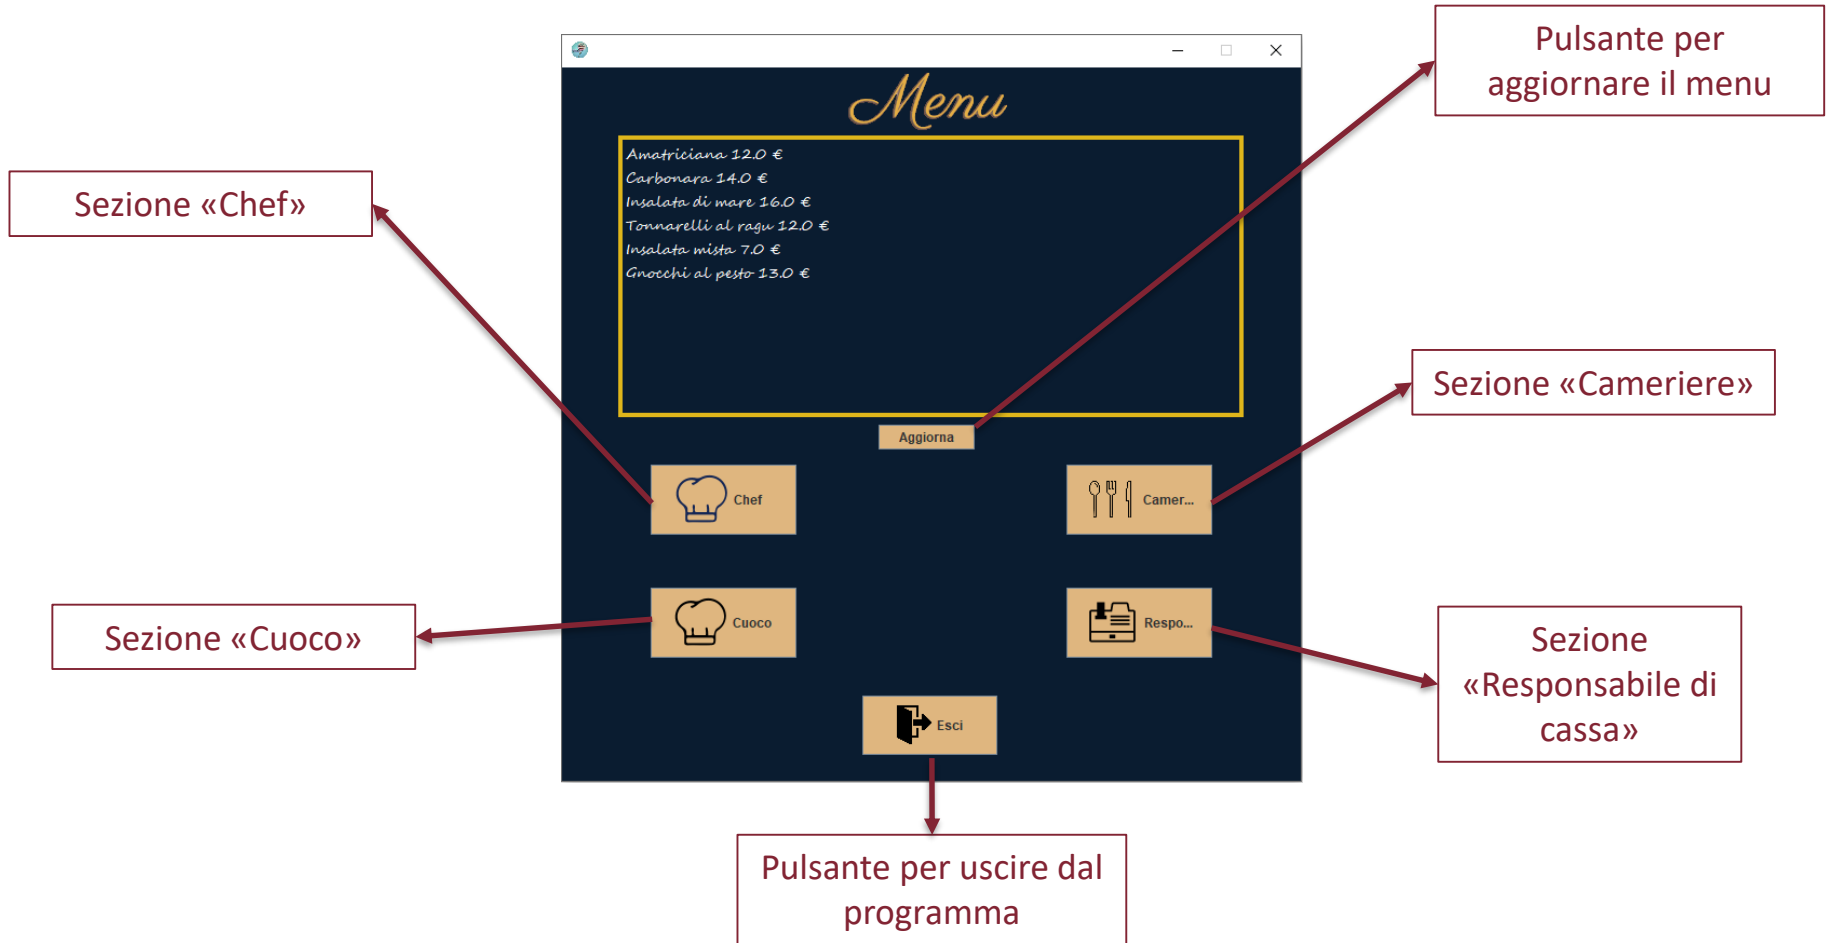 Pulsante per
aggiornare il menu
Menu
Amatriciana 12.0 €
Carbonara 14.0 €
Insalata di mare 16.0 €
Tonnarelli al ragu 12.0 €
Insalata mista 7.0 €
Gnocchi al pesto 13.0 €
Sezione «Chef»
Sezione «Cameriere»
Aggiorna
Chef
Camer...
Sezione «Cuoco»
Cuoco
Respo...
Sezione
«Responsabile di
cassa»
Esci
Pulsante per uscire dal
programma